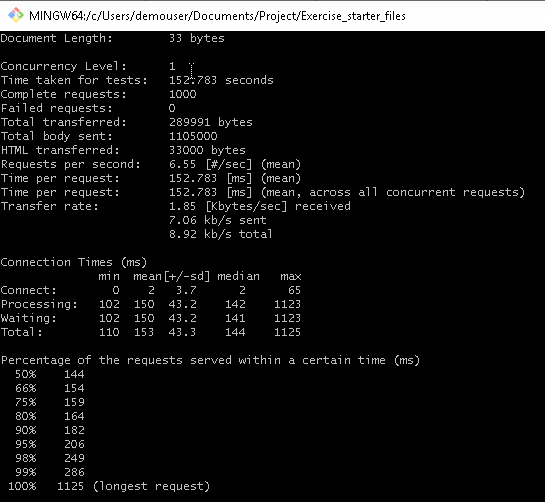 MINGW64:/c/Users/demouser/Documents/Project/Exercise_starter_files
Document Length: 33 bytes
Concurrency Level: 1
Time taken for tests: 152.783 seconds
Complete requests: 1000
Failed requests: 0
Total transferred: 289991 bytes
Total body sent: 1105000
HTML transferred: 33000 bytes
Requests per second: 6.55 [#/sec] (mean)
Time per request: 152.783 [ms] (mean)
Time per request: 152.783 [ms] (mean, across all concurrent requests)
Transfer rate: 1.85 [Kbytes/sec] received
7.06 kb/s sent
8.92 kb/s total
Connection Times (ms)
min mean[+/-sd] median max
Connect: 0 2 3.7 2 65
Processing: 102 150 43.2 142 1123
Waiting: 102 150 43.2 141 1123
Total: 110 153 43.3 144 1125
Percentage of the requests served within a certain time (ms)
50% 144
66% 154
75% 159
80% 164
90% 182
95% 206
98% 249
99% 286
100% 1125 (longest request)